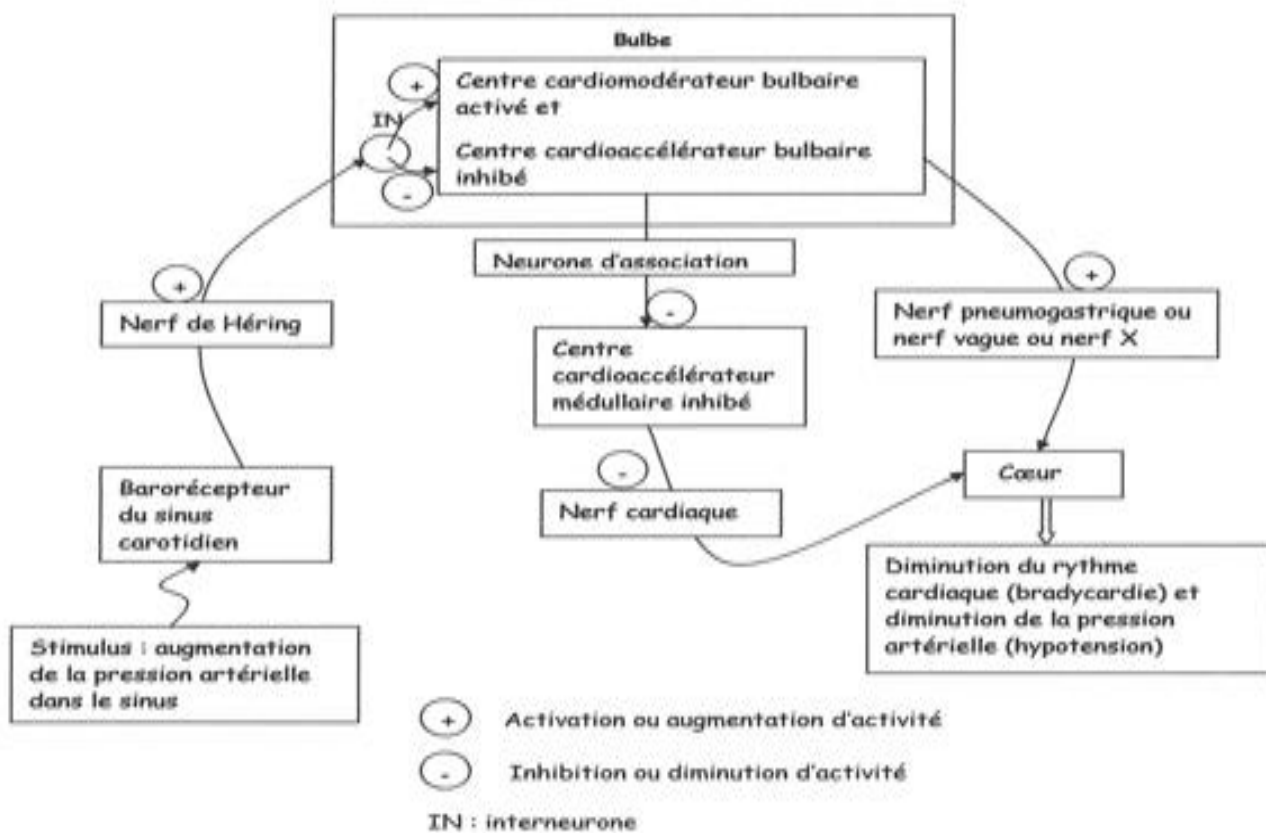 Bulbe
+
Centre cardiomodérateur bulbaire
activé et
IN
Centre cardioaccélérateur bulbaire
inhibé
-
Neurone d'association
+
Nerf de Héring
-
+
Nerf pneumogastrique ou
nerf vague ou nerf X
Centre
cardioaccélérateur
médullaire inhibé
Barorécepteur
du sinus
carotidien
-
Nerf cardiaque
Cœur
Diminution du rythme
cardiaque (bradycardie) et
diminution de la pression
artérielle (hypotension)
Stimulus : augmentation
de la pression artérielle
dans le sinus
+ Activation ou augmentation d'activité
- Inhibition ou diminution d'activité
IN : interneurone